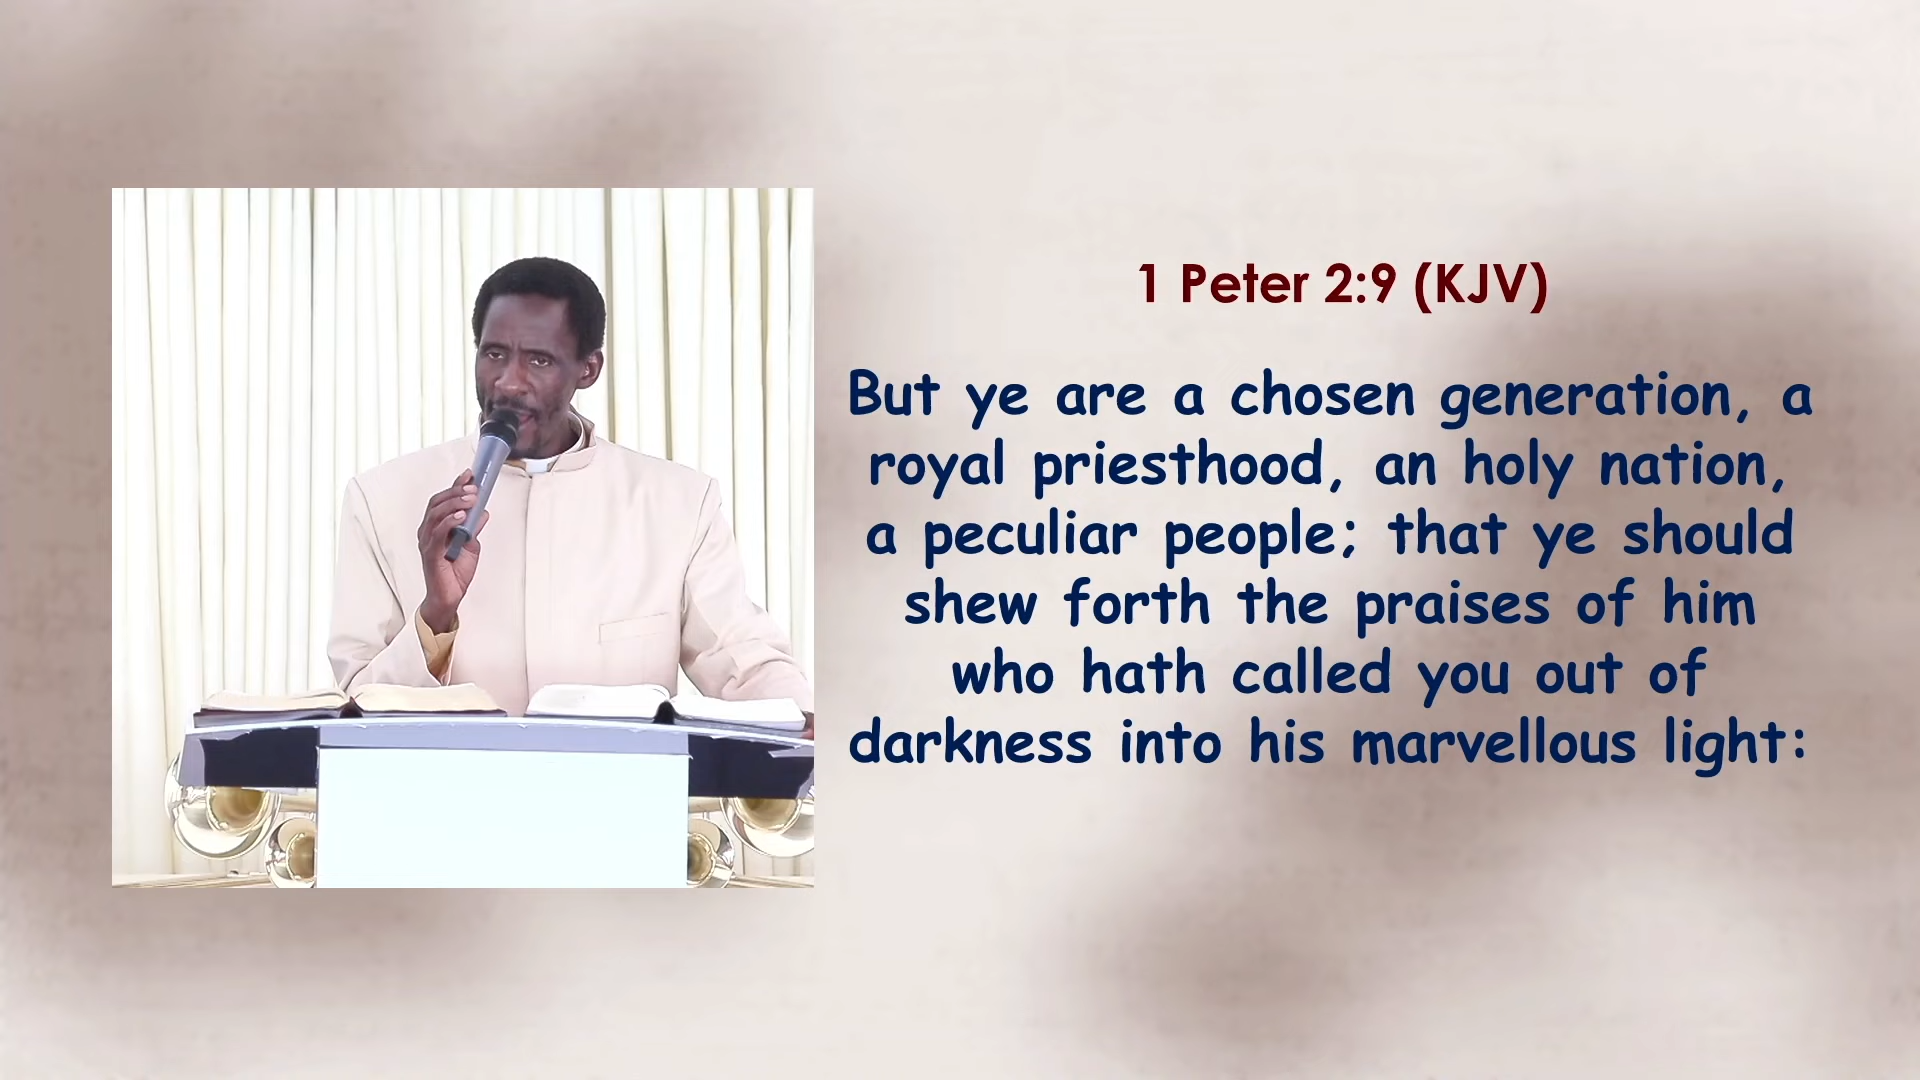 1 Peter 2:9 (KJV)
But ye are a chosen generation, a
royal priesthood, an holy nation,
a peculiar people; that ye should
shew forth the praises of him
who hath called you out of
darkness into his marvellous light: